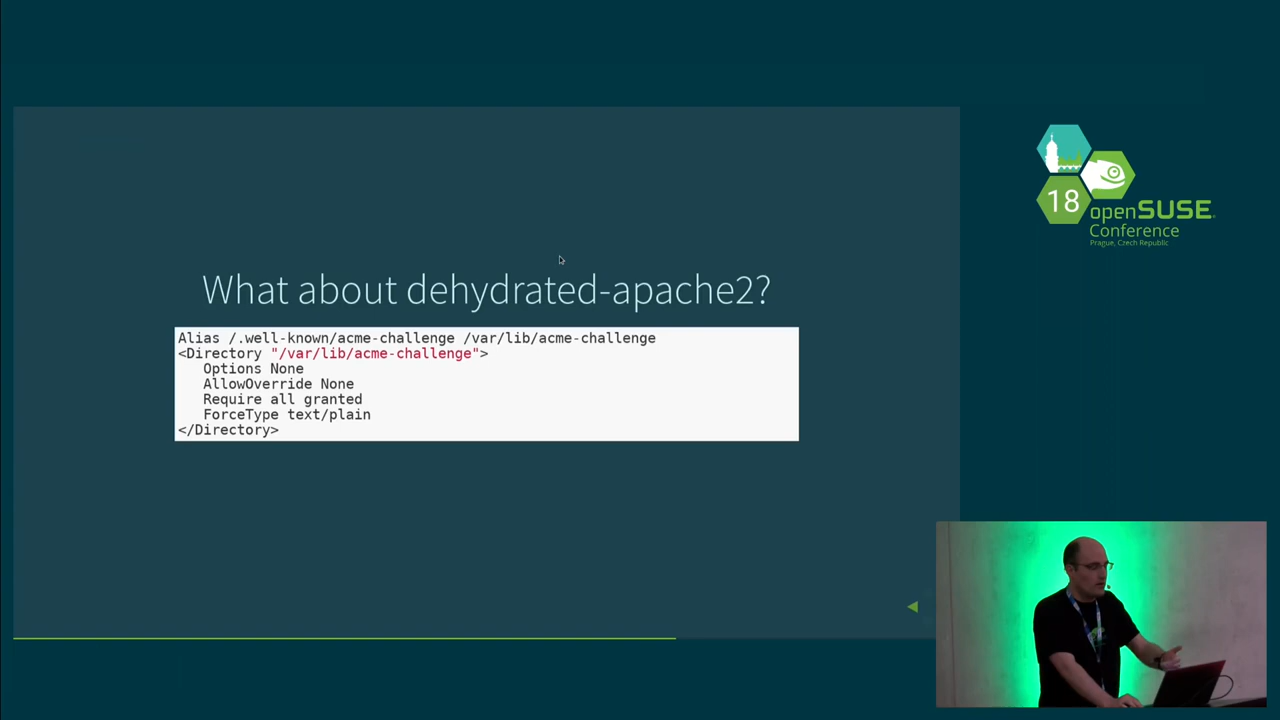 What about dehydrated-apache2?
Alias /.well-known/acme-challenge /var/lib/acme-challenge
<Directory "/var/lib/acme-challenge">
   Options None
   AllowOverride None
   Require all granted
   ForceType text/plain
</Directory>
18
openSUSE
Conference
Prague, Czech Republic